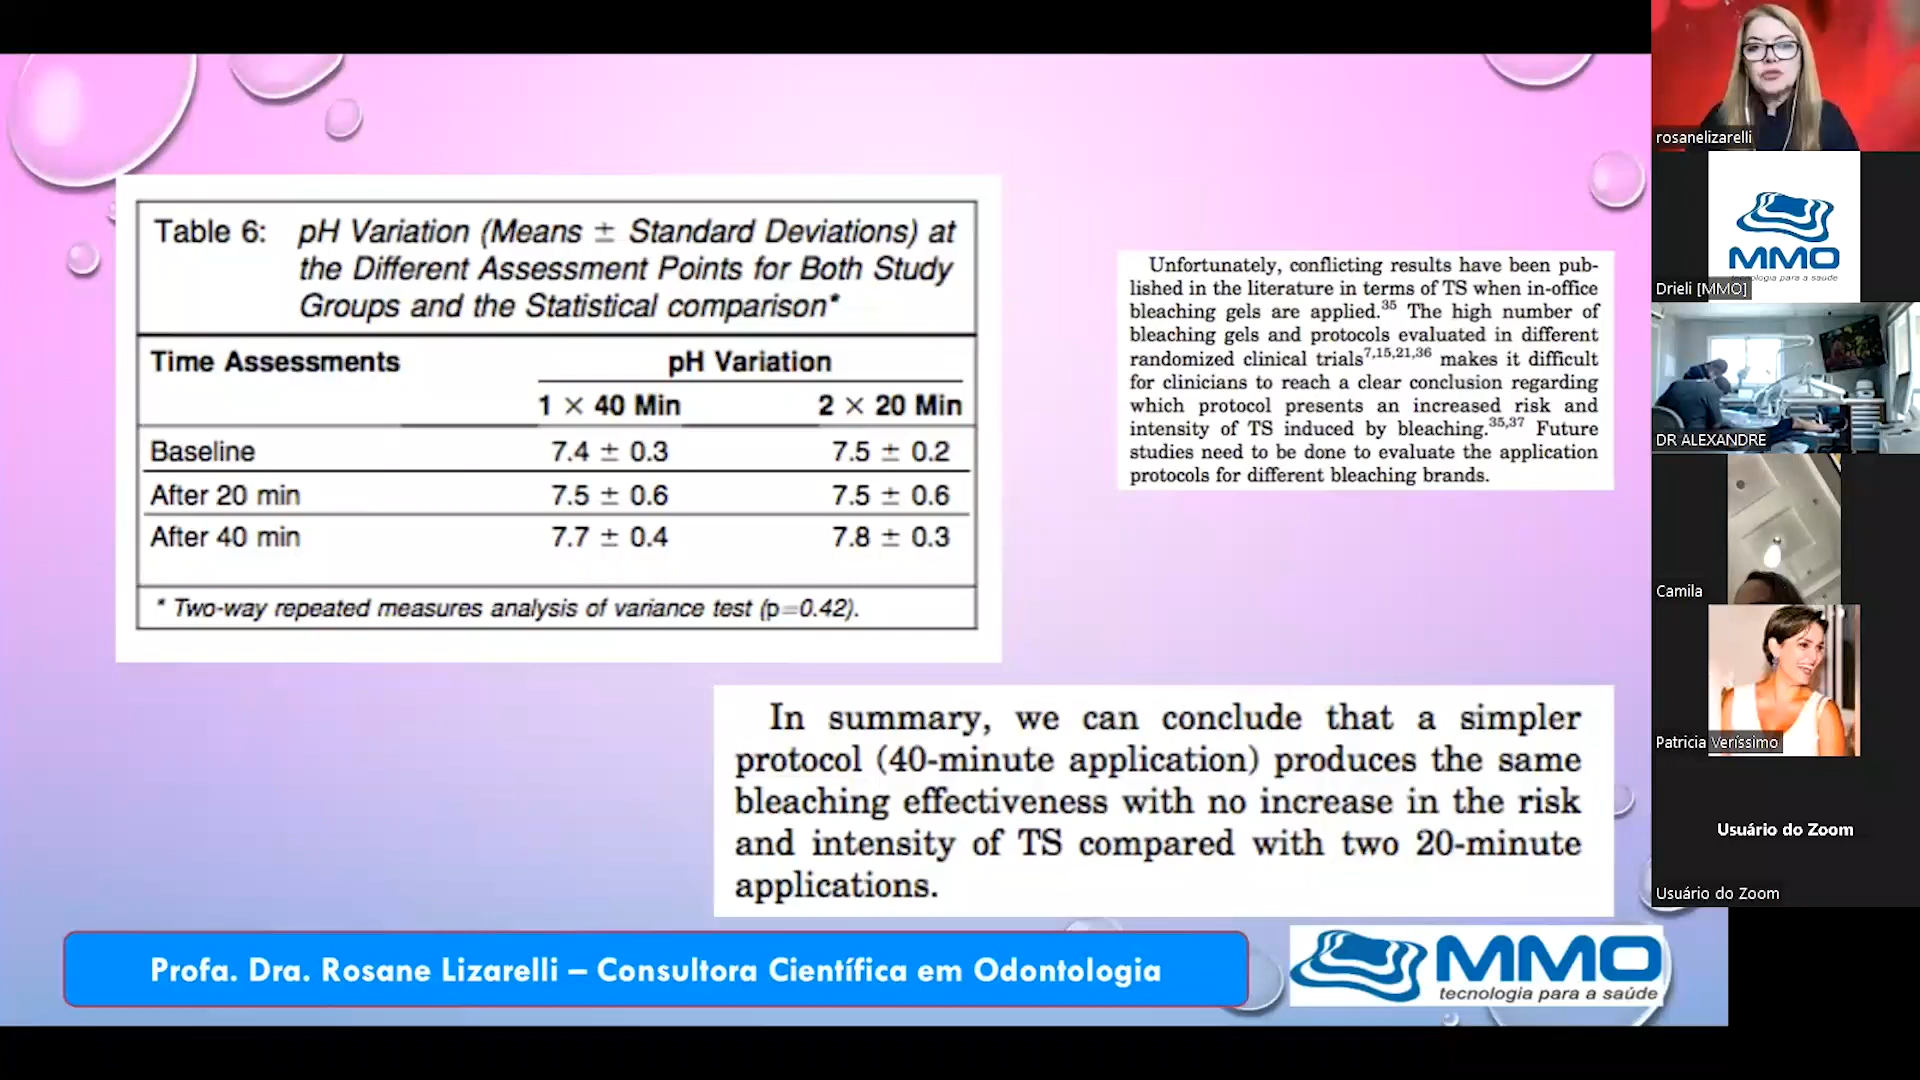 Table 6: pH Variation (Means ± Standard Deviations) at
the Different Assessment Points for Both Study
Groups and the Statistical comparison*
Time Assessments pH Variation
1 × 40 Min 2 × 20 Min
Baseline 7.4 ± 0.3 7.5 ± 0.2
After 20 min 7.5 ± 0.6 7.5 ± 0.6
After 40 min 7.7 ± 0.4 7.8 ± 0.3
* Two-way repeated measures analysis of variance test (p=0.42).
Unfortunately, conflicting results have been pub-
lished in the literature in terms of TS when in-office
bleaching gels are applied.35 The high number of
bleaching gels and protocols evaluated in different
randomized clinical trials7,15,21,36 makes it difficult
for clinicians to reach a clear conclusion regarding
which protocol presents an increased risk and
intensity of TS induced by bleaching.35,37 Future
studies need to be done to evaluate the application
protocols for different bleaching brands.
In summary, we can conclude that a simpler
protocol (40-minute application) produces the same
bleaching effectiveness with no increase in the risk
and intensity of TS compared with two 20-minute
applications.
Profa. Dra. Rosane Lizarelli – Consultora Científica em Odontologia
MMO
tecnologia para a saúde
rosanelizarelli
MMO
tecnologia para a saúde
Drieli [MMO]
DR ALEXANDRE
Camila
Patricia Veríssimo
Usuário do Zoom
Usuário do Zoom